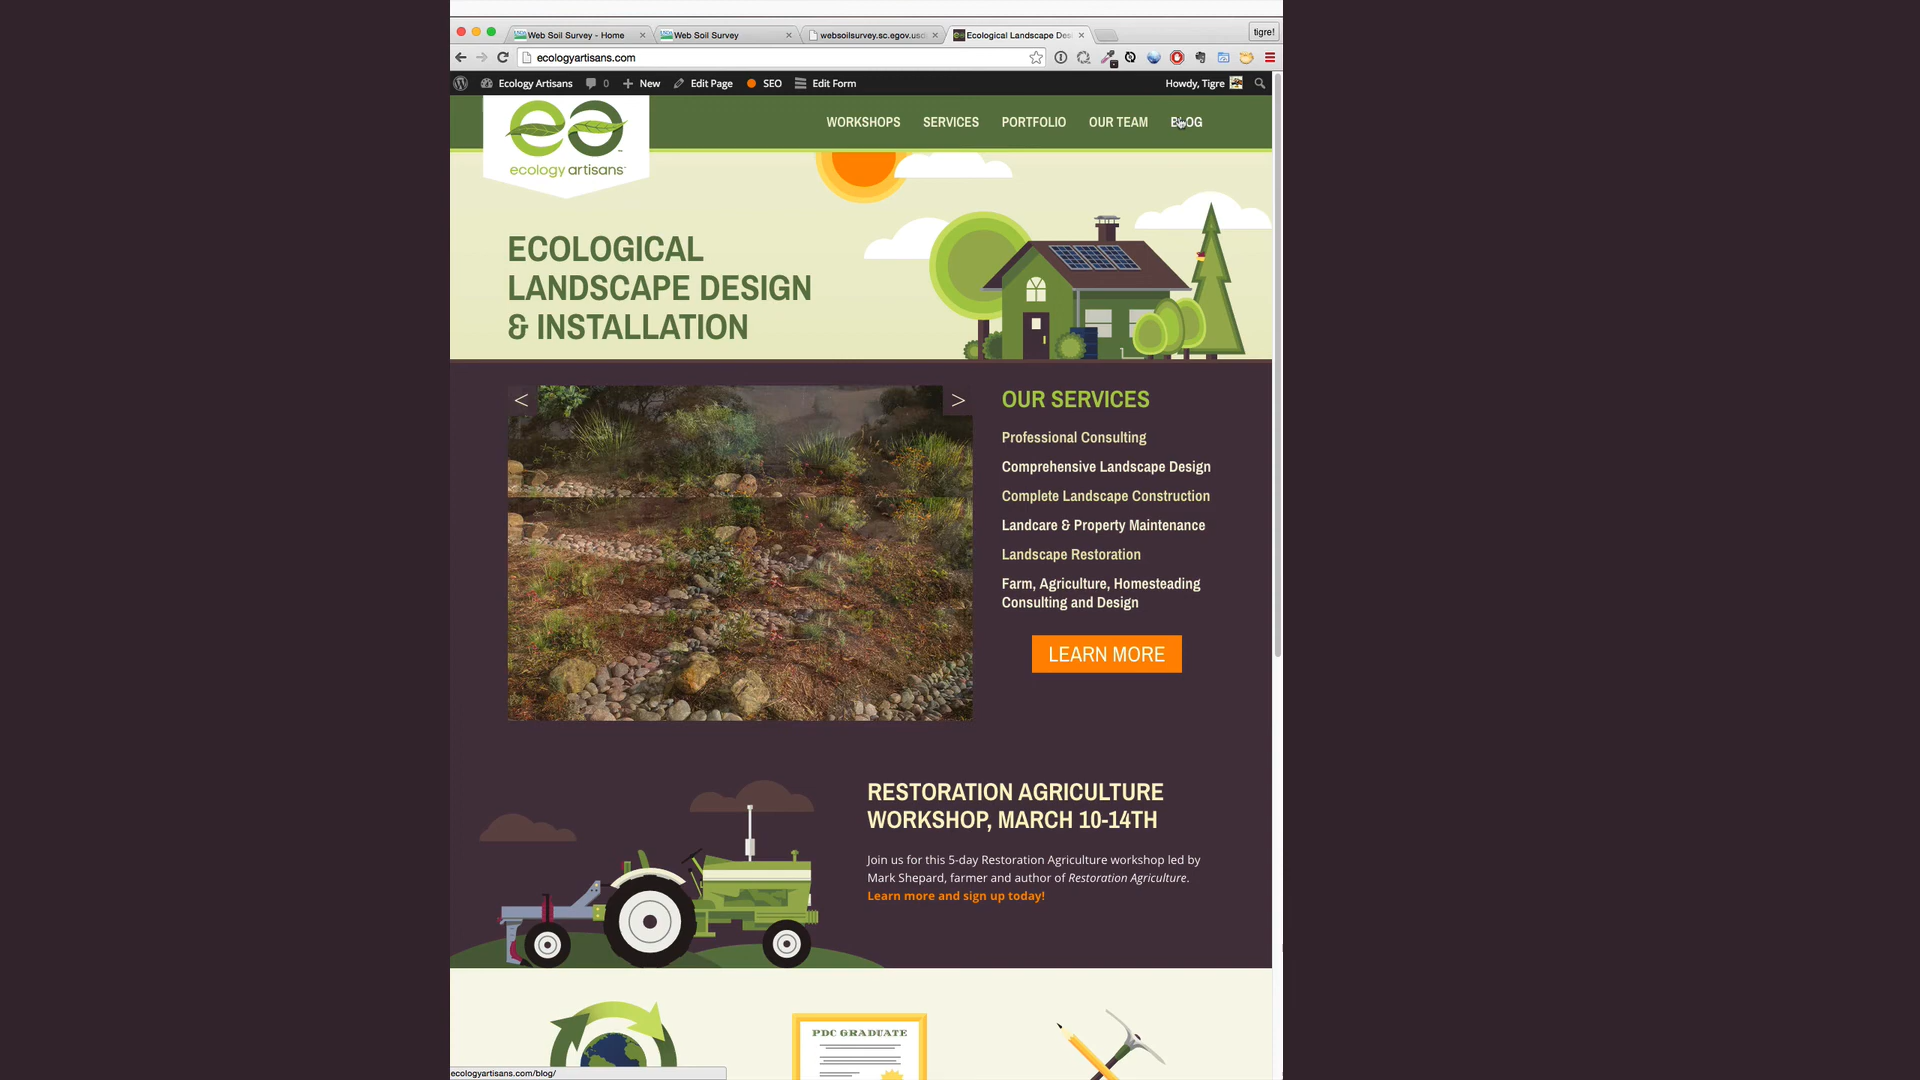 Web Soil Survey - Home
Web Soil Survey
websoilsurvey.sc.egov.usd
Ecological Landscape Des
tigre!
ecologyartisans.com
Ecology Artisans
0
New
Edit Page
SEO
Edit Form
Howdy, Tigre
ecology artisans
WORKSHOPS
SERVICES
PORTFOLIO
OUR TEAM
BLOG
ECOLOGICAL
LANDSCAPE DESIGN
& INSTALLATION
<
>
OUR SERVICES
Professional Consulting
Comprehensive Landscape Design
Complete Landscape Construction
Landcare & Property Maintenance
Landscape Restoration
Farm, Agriculture, Homesteading
Consulting and Design
LEARN MORE
RESTORATION AGRICULTURE
WORKSHOP, MARCH 10-14TH
Join us for this 5-day Restoration Agriculture workshop led by
Mark Shepard, farmer and author of Restoration Agriculture.
Learn more and sign up today!
PDC GRADUATE
ecologyartisans.com/blog/